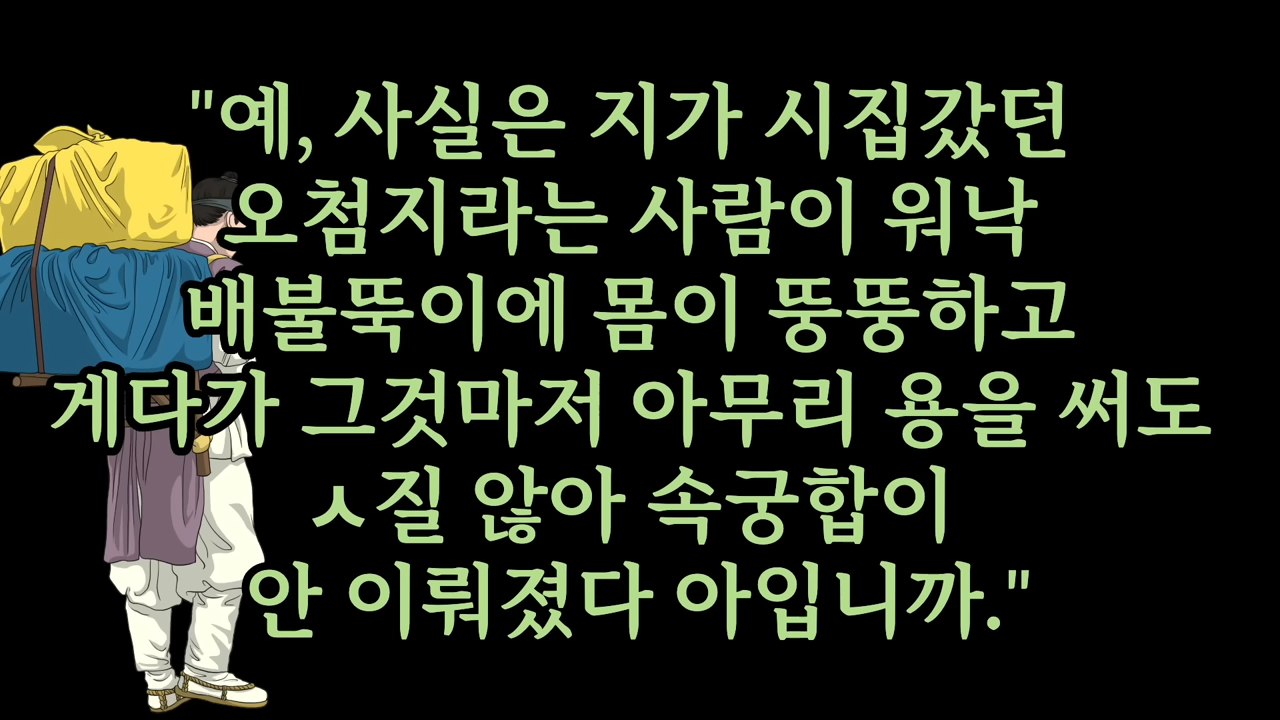 "예, 사실은 지가 시집갔던
오첨지라는 사람이 워낙
배불뚝이에 몸이 뚱뚱하고
게다가 그것마저 아무리 용을 써도
ㅅ질 않아 속궁합이
안 이뤄졌다 아입니까."